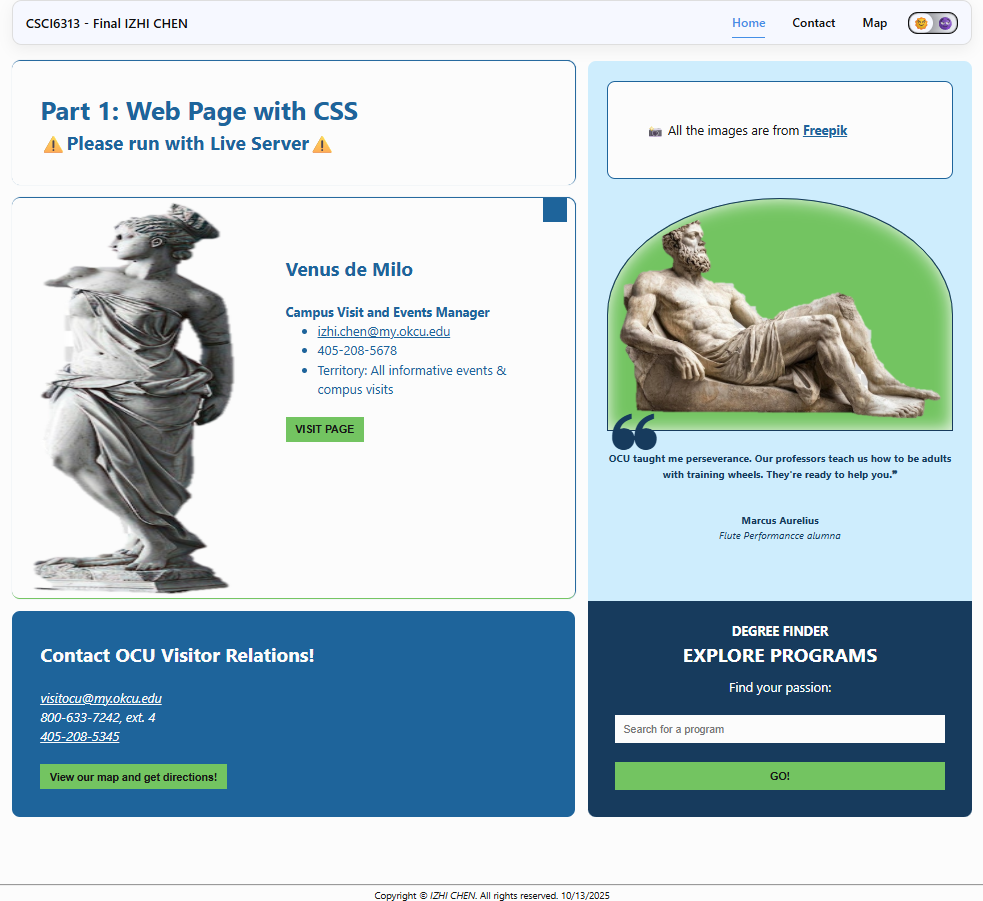 CSCI6313 - Final IZHI CHEN
Home
Contact
Map
Part 1: Web Page with CSS
⚠️Please run with Live Server⚠️
Venus de Milo
Campus Visit and Events Manager
• izhi.chen@my.okcu.edu
• 405-208-5678
• Territory: All informative events &
compus visits
VISIT PAGE
Contact OCU Visitor Relations!
visitocu@my.okcu.edu
800-633-7242, ext. 4
405-208-5345
View our map and get directions!
📷 All the images are from Freepik
❝
OCU taught me perseverance. Our professors teach us how to be adults
with training wheels. They're ready to help you.❞
Marcus Aurelius
Flute Performancce alumna
DEGREE FINDER
EXPLORE PROGRAMS
Find your passion:
Search for a program
GO!
Copyright © IZHI CHEN. All rights reserved. 10/13/2025